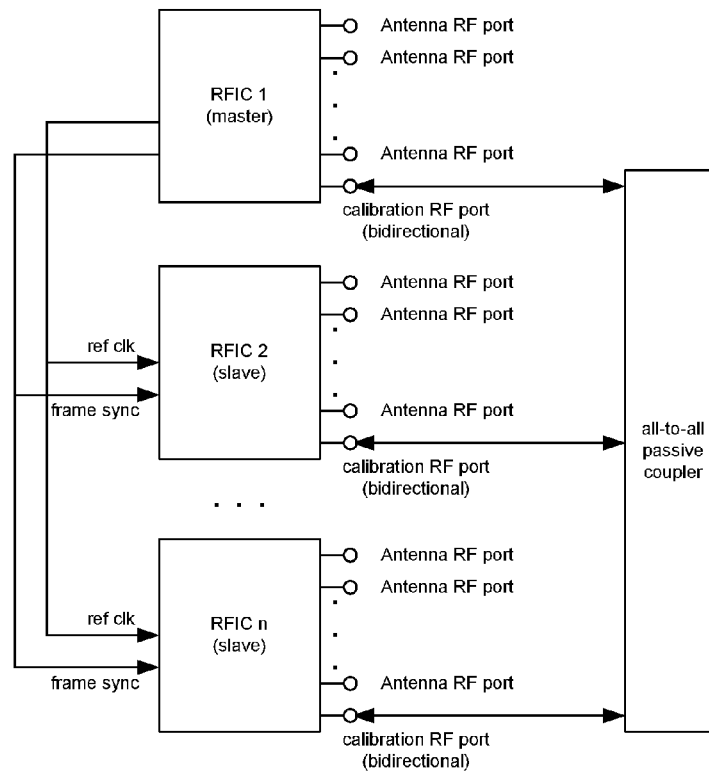 RFIC 1
(master)
Antenna RF port
Antenna RF port
Antenna RF port
calibration RF port
(bidirectional)
ref clk
frame sync
RFIC 2
(slave)
Antenna RF port
Antenna RF port
Antenna RF port
calibration RF port
(bidirectional)
all-to-all
passive
coupler
. . .
ref clk
frame sync
RFIC n
(slave)
Antenna RF port
Antenna RF port
Antenna RF port
calibration RF port
(bidirectional)